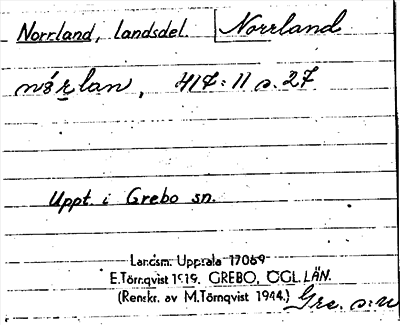 Norrland, landsdel. Norrland
nórlan, 417:11 s. 27.
Uppt. i Grebo sn.
Landsm. Uppsala 17069
E. Törnqvist 1919. GREBO, ÖGL. LÄN.
(Renskr. av M. Törnqvist 1944.)